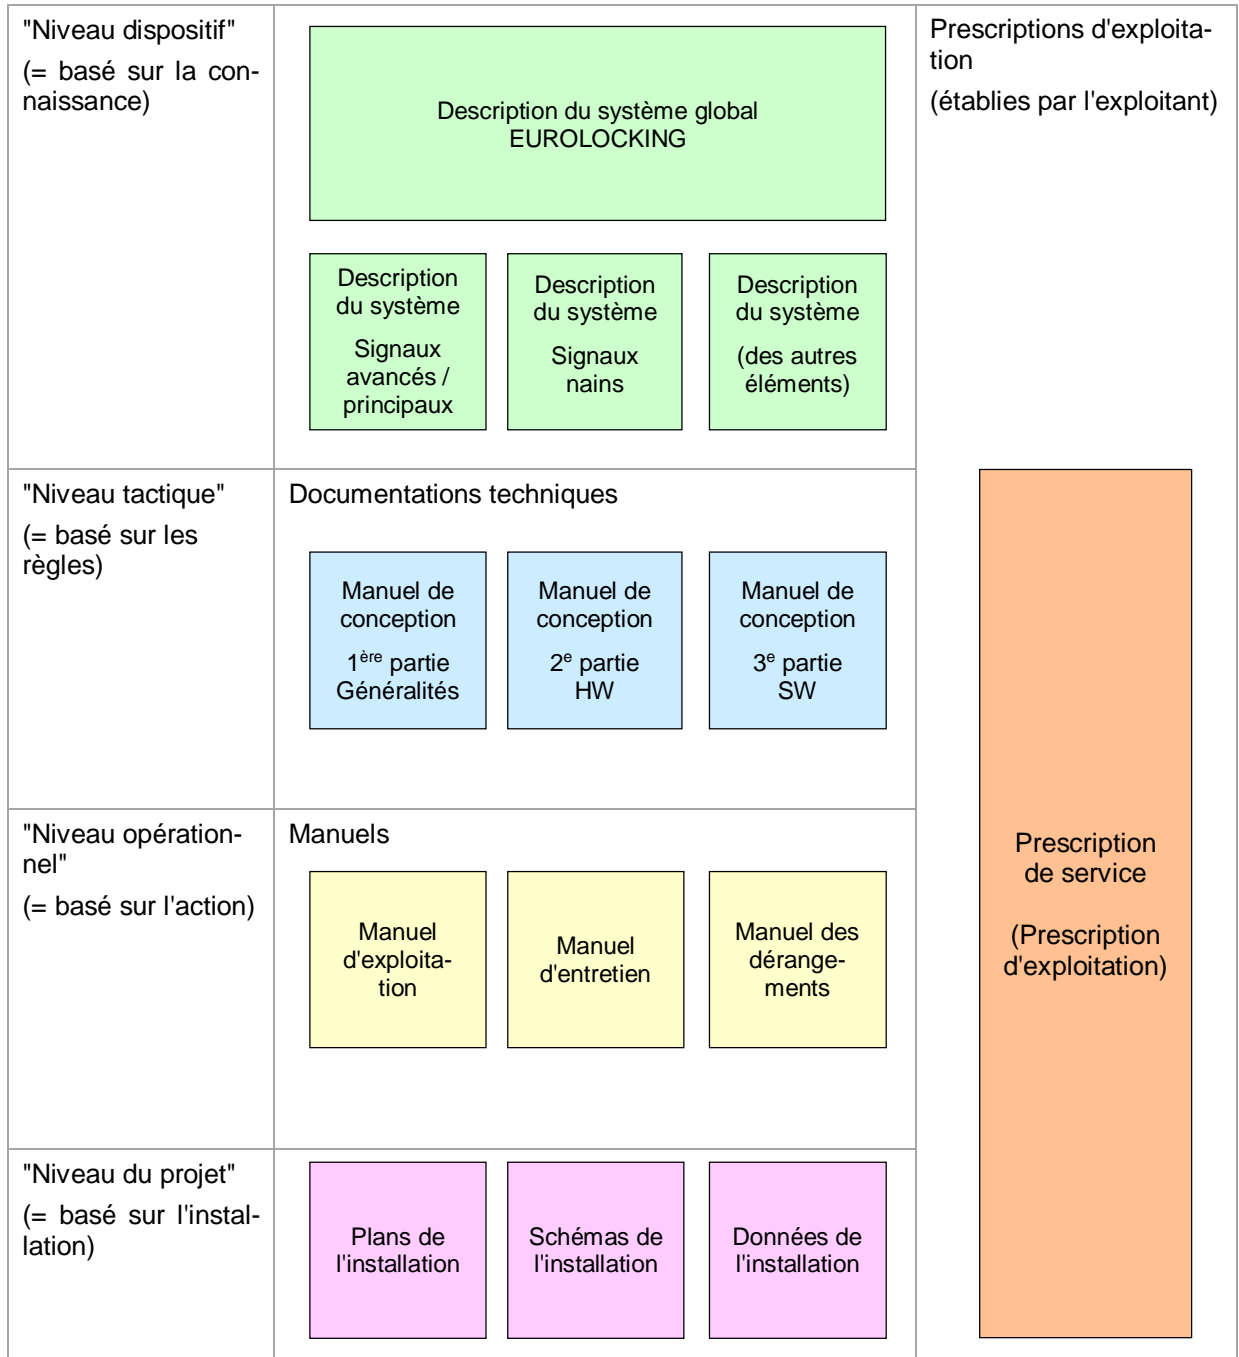 "Niveau dispositif"
(= basé sur la con-
naissance)
Description du système global
EUROLOCKING
Prescriptions d'exploita-
tion
(établies par l'exploitant)
Description
du système
Signaux
avancés /
principaux
Description
du système
Signaux
nains
Description
du système
(des autres
éléments)
"Niveau tactique"
(= basé sur les
règles)
Documentations techniques
Manuel de
conception
1ère partie
Généralités
Manuel de
conception
2e partie
HW
Manuel de
conception
3e partie
SW
"Niveau opération-
nel"
(= basé sur l'action)
Manuels
Manuel
d'exploita-
tion
Manuel
d'entretien
Manuel des
dérange-
ments
Prescription
de service
(Prescription
d'exploitation)
"Niveau du projet"
(= basé sur l'instal-
lation)
Plans de
l'installation
Schémas de
l'installation
Données de
l'installation